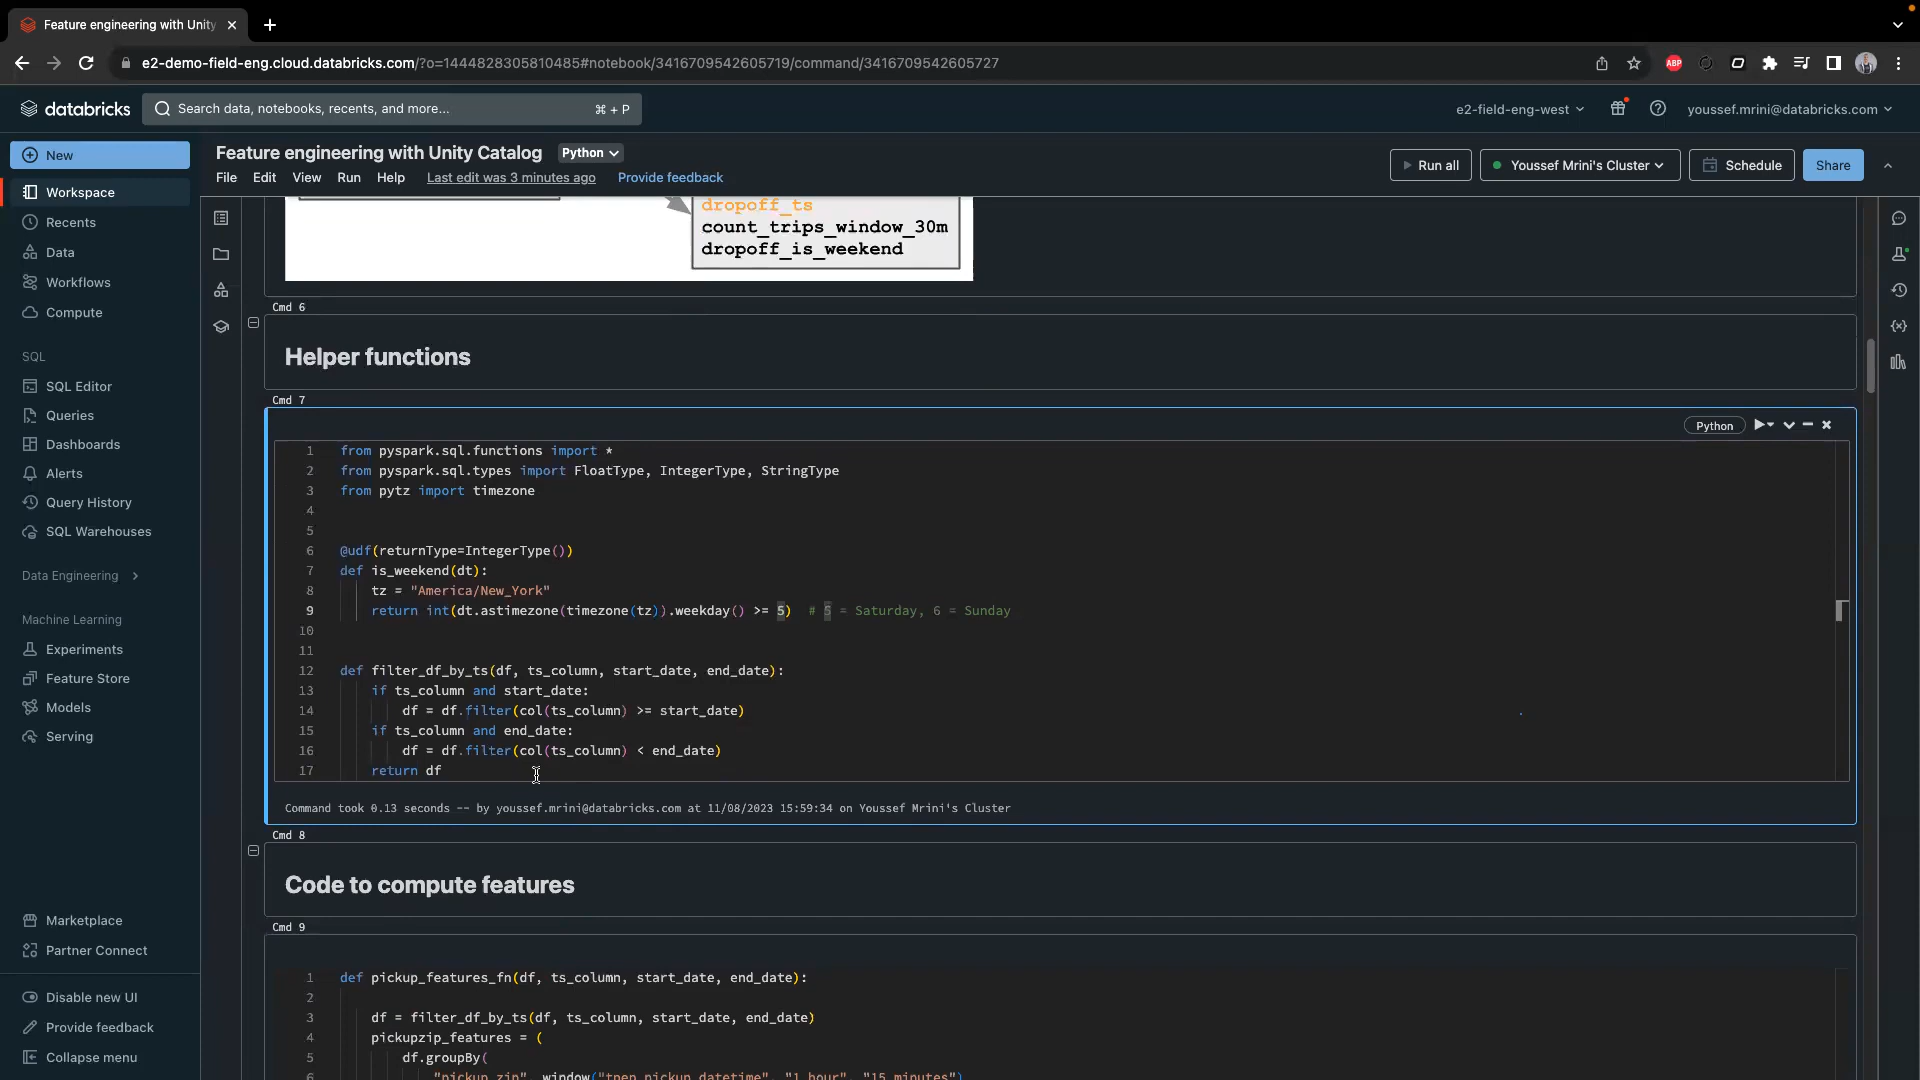 Feature engineering with Unity
e2-demo-field-eng.cloud.databricks.com/?o=1444828305810485#notebook/3416709542605719/command/3416709542605727
ABP
databricks
Search data, notebooks, recents, and more...
⌘ + P
e2-field-eng-west
youssef.mrini@databricks.com
New
Workspace
Recents
Data
Workflows
Compute
SQL
SQL Editor
Queries
Dashboards
Alerts
Query History
SQL Warehouses
Data Engineering
Machine Learning
Experiments
Feature Store
Models
Serving
Marketplace
Partner Connect
Disable new UI
Provide feedback
Collapse menu
Feature engineering with Unity Catalog
Python
File Edit View Run Help Last edit was 3 minutes ago Provide feedback
Run all
Youssef Mrini's Cluster
Schedule
Share
dropoff_ts
count_trips_window_30m
dropoff_is_weekend
Cmd 6
Helper functions
Cmd 7
Python
1 from pyspark.sql.functions import *
2 from pyspark.sql.types import FloatType, IntegerType, StringType
3 from pytz import timezone
4
5
6 @udf(returnType=IntegerType())
7 def is_weekend(dt):
8 tz = "America/New_York"
9 return int(dt.astimezone(timezone(tz)).weekday() >= 5) # 5 = Saturday, 6 = Sunday
10
11
12 def filter_df_by_ts(df, ts_column, start_date, end_date):
13 if ts_column and start_date:
14 df = df.filter(col(ts_column) >= start_date)
15 if ts_column and end_date:
16 df = df.filter(col(ts_column) < end_date)
17 return df
Command took 0.13 seconds -- by youssef.mrini@databricks.com at 11/08/2023 15:59:34 on Youssef Mrini's Cluster
Cmd 8
Code to compute features
Cmd 9
1 def pickup_features_fn(df, ts_column, start_date, end_date):
2
3 df = filter_df_by_ts(df, ts_column, start_date, end_date)
4 pickupzip_features = (
5 df.groupBy(
6 "pickup_zip", window("tpep_pickup_datetime", "1 hour", "15 minutes")